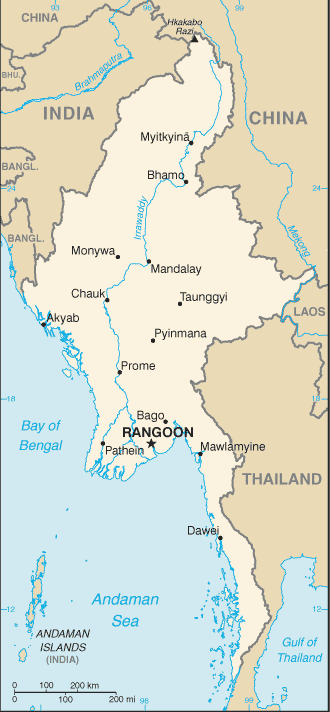 96
99
CHINA
Hkakabo
Razi
Brahmaputra
BHU.
INDIA
CHINA
Myitkyinā
BANGL.
Bhamo
24
24
Irrawaddy
BANGL.
Monywa
Mekong
Mandalay
Chauk
Taunggyi
LAOS
Akyab
Pyinmana
Prome
18
18
Bago
Bay of
Bengal
RANGOON
Pathein
Mawlamyine
THAILAND
Dawei
Andaman
Sea
12
12
ANDAMAN
ISLANDS
(INDIA)
Gulf of
Thailand
0 100 200 km
0 100 200 mi
96
99